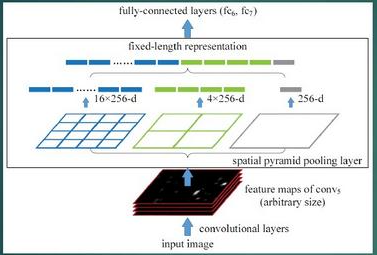 fully-connected layers (fc6, fc7)
fixed-length representation
16×256-d
4×256-d
256-d
spatial pyramid pooling layer
feature maps of conv5
(arbitrary size)
convolutional layers
input image